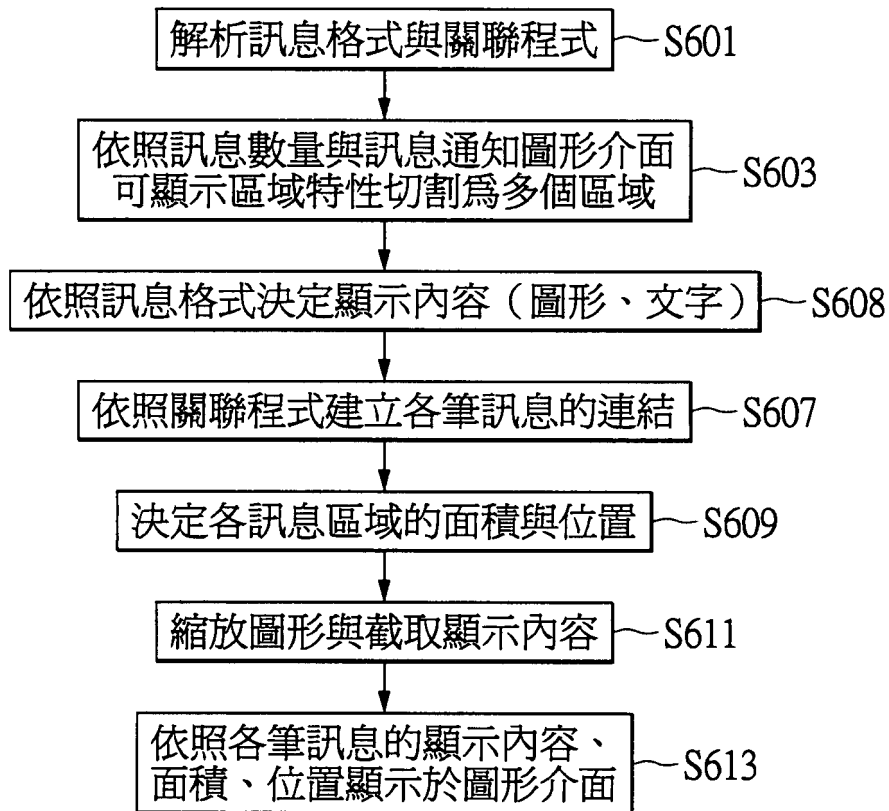 解析訊息格式與關聯程式
S601
依照訊息數量與訊息通知圖形介面
可顯示區域特性切割爲多個區域
S603
依照訊息格式決定顯示內容（圖形、文字）
S608
依照關聯程式建立各筆訊息的連結
S607
決定各訊息區域的面積與位置
S609
縮放圖形與截取顯示內容
S611
依照各筆訊息的顯示內容、
面積、位置顯示於圖形介面
S613